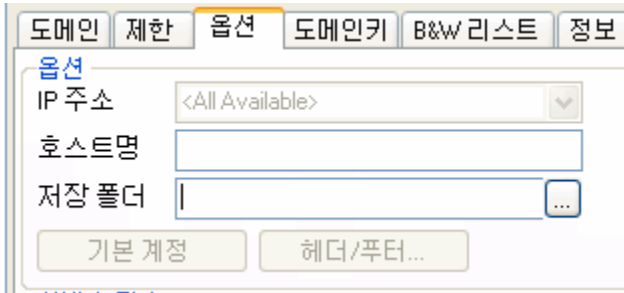 도메인 제한 옵션 도메인키 B&W 리스트 정보
옵션
IP 주소 <All Available>
호스트명
저장 폴더 ...
기본 계정 헤더/푸터...